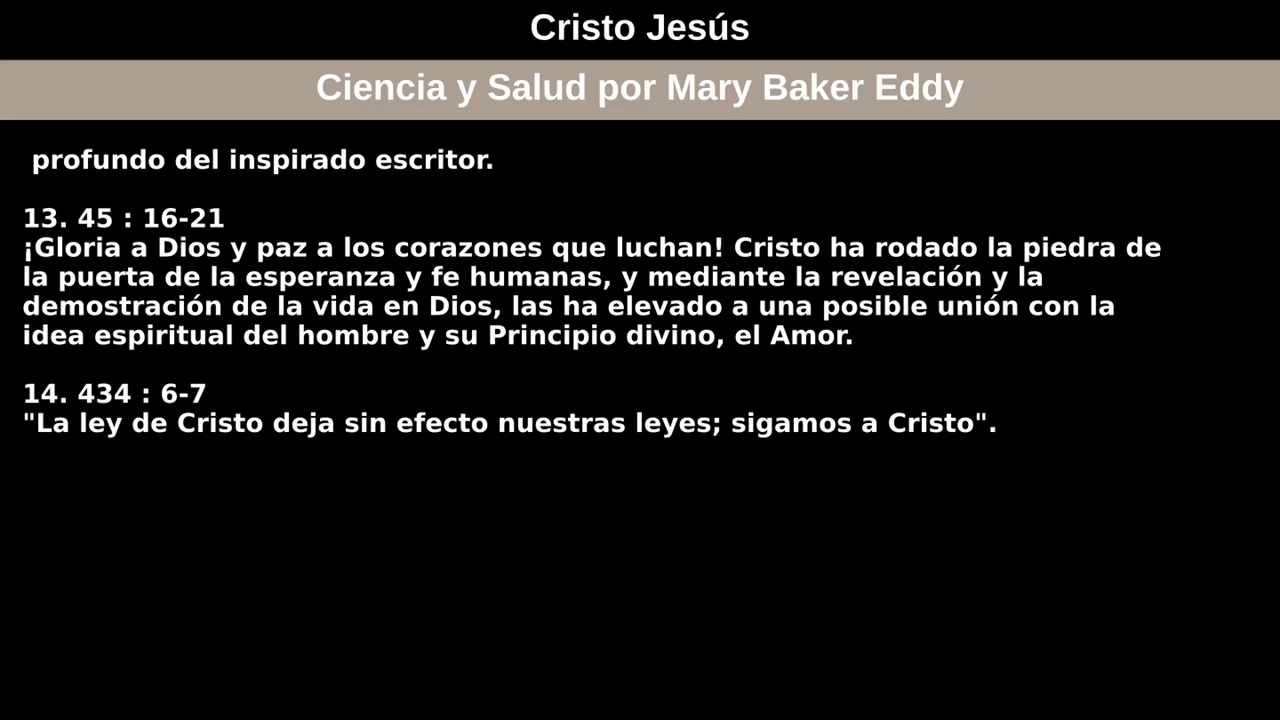 Cristo Jesús
Ciencia y Salud por Mary Baker Eddy
profundo del inspirado escritor.
13. 45 : 16-21
¡Gloria a Dios y paz a los corazones que luchan! Cristo ha rodado la piedra de
la puerta de la esperanza y fe humanas, y mediante la revelación y la
demostración de la vida en Dios, las ha elevado a una posible unión con la
idea espiritual del hombre y su Principio divino, el Amor.
14. 434 : 6-7
"La ley de Cristo deja sin efecto nuestras leyes; sigamos a Cristo".